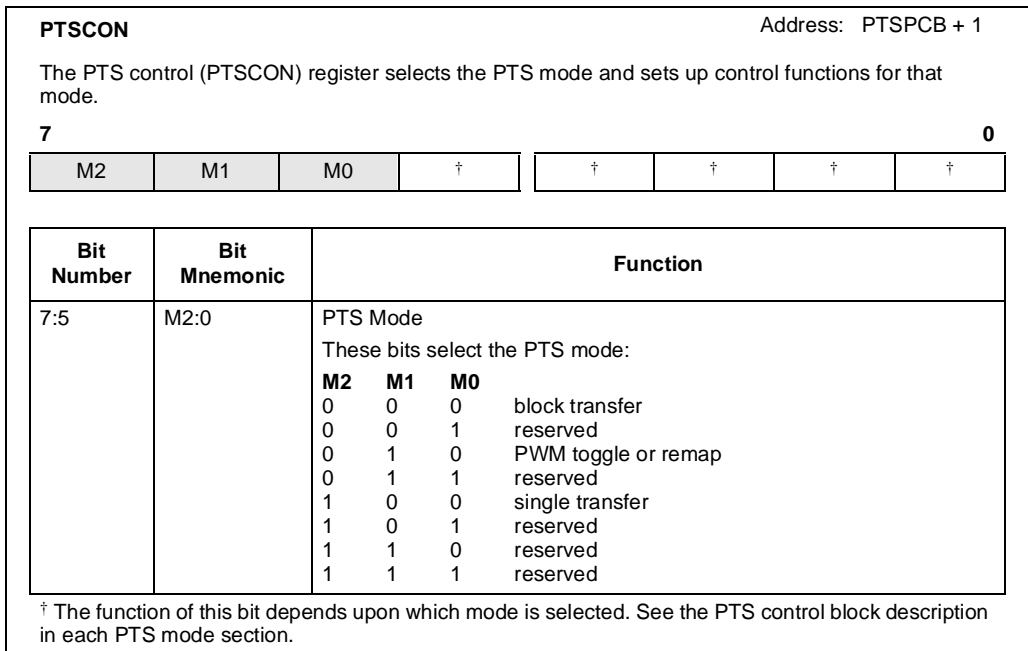 PTSCON Address: PTSPCB + 1
The PTS control (PTSCON) register selects the PTS mode and sets up control functions for that
mode.
7 0
M2 M1 M0 † † † † †
Bit Number Bit Mnemonic Function
7:5 M2:0 PTS Mode
These bits select the PTS mode:
M2 M1 M0
0 0 0 block transfer
0 0 1 reserved
0 1 0 PWM toggle or remap
0 1 1 reserved
1 0 0 single transfer
1 0 1 reserved
1 1 0 reserved
1 1 1 reserved
† The function of this bit depends upon which mode is selected. See the PTS control block description
in each PTS mode section.